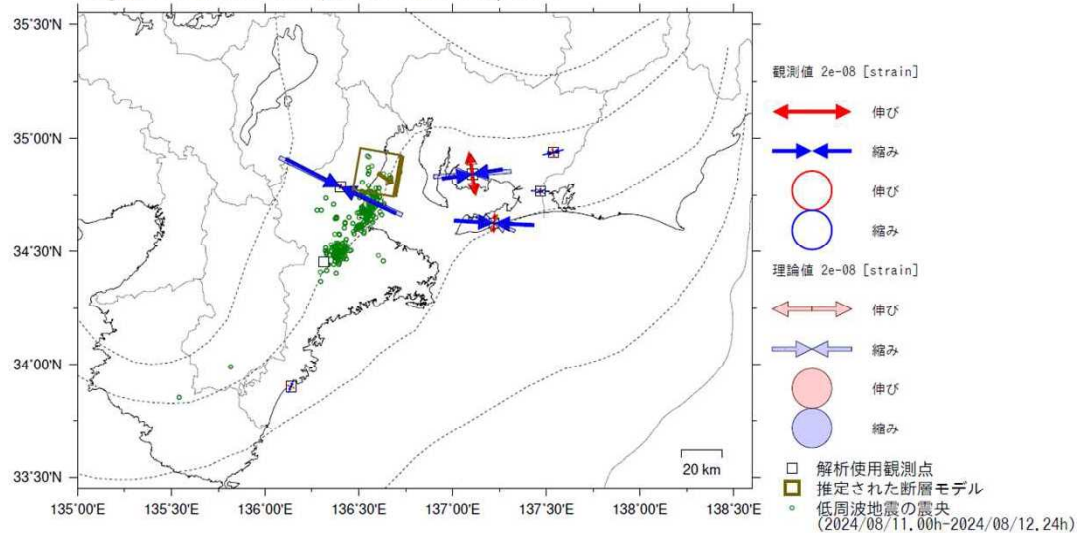 35°30'N
35°00'N
34°30'N
34°00'N
33°30'N
135°00'E
135°30'E
136°00'E
136°30'E
137°00'E
137°30'E
138°00'E
138°30'E
20 km
観測値 2e-08 [strain]
伸び
縮み
伸び
縮み
理論値 2e-08 [strain]
伸び
縮み
伸び
縮み
解析使用観測点
推定された断層モデル
低周波地震の震央
(2024/08/11.00h-2024/08/12.24h)